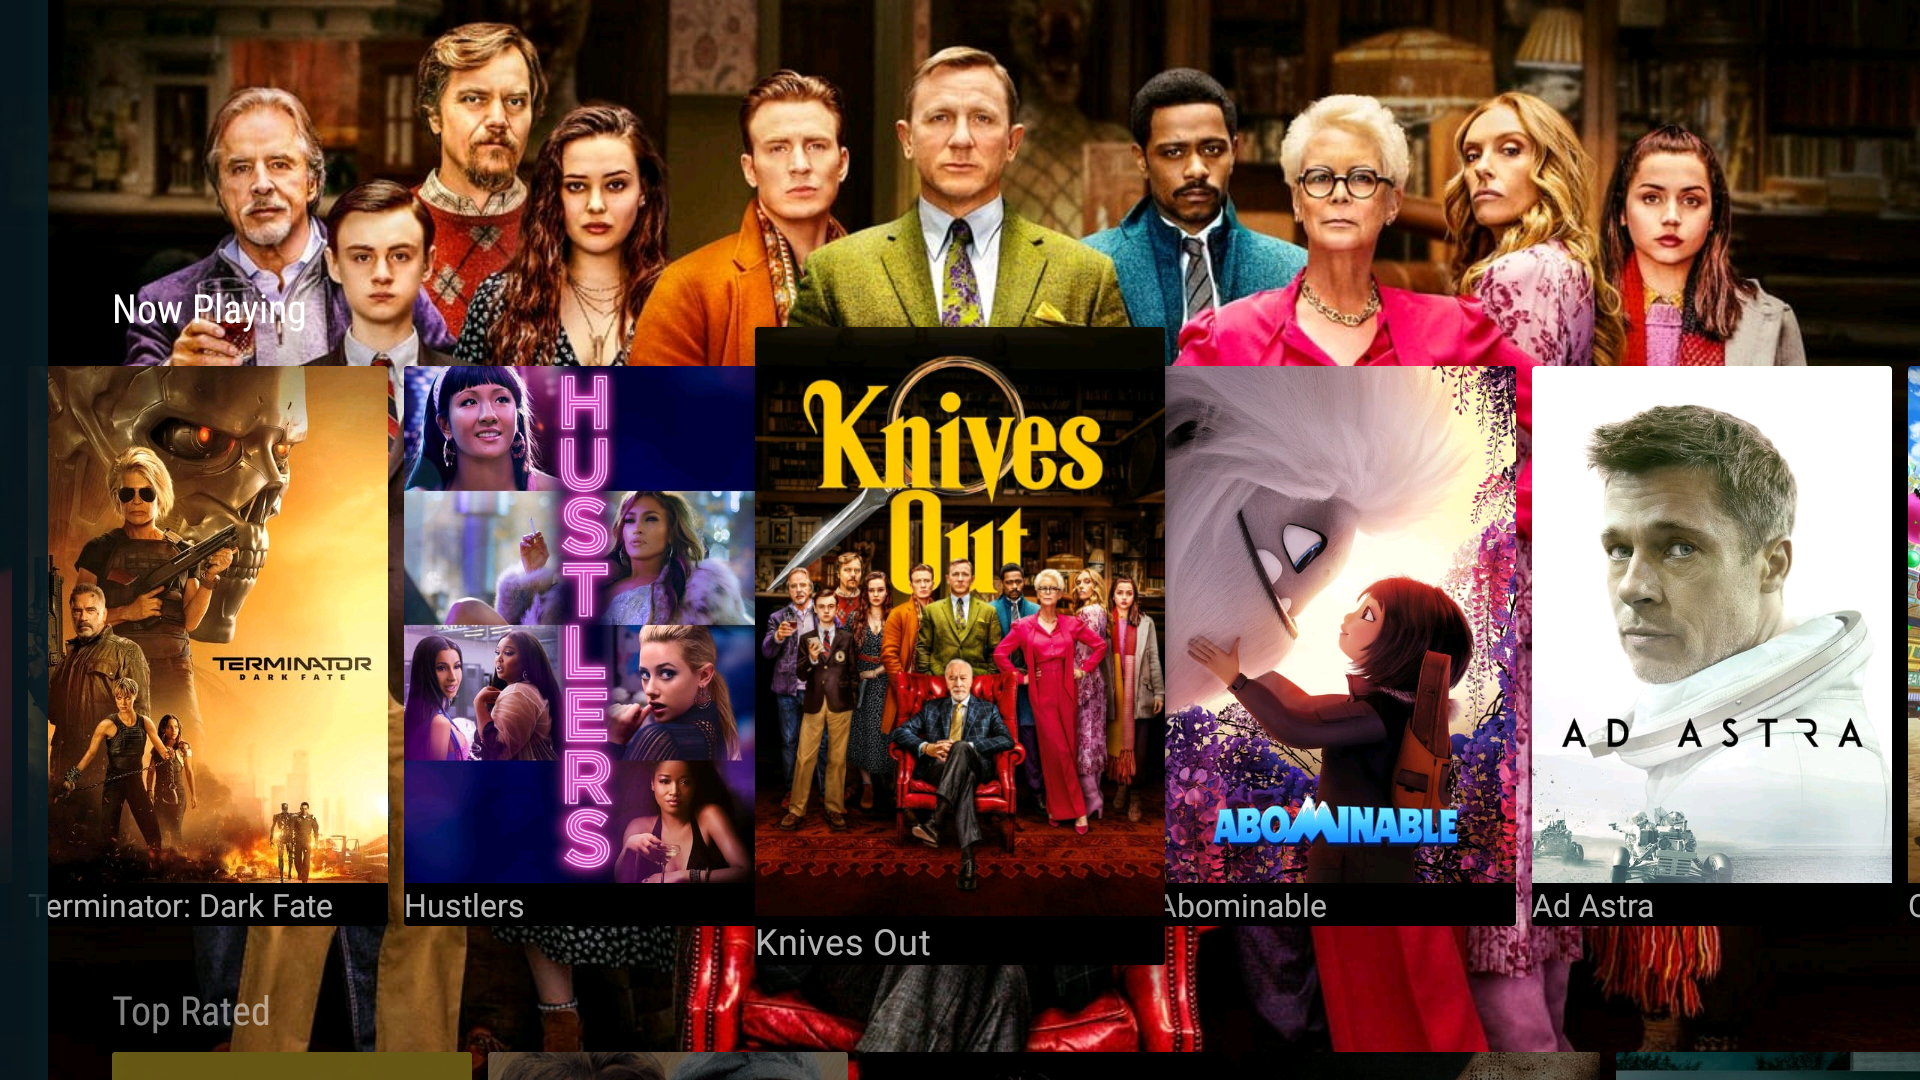 Now Playing
TERMINATOR
DARK FATE
Terminator: Dark Fate
HUSTLERS
Hustlers
Knives
Out
Knives Out
ABOMINABLE
Abominable
AD ASTRA
Ad Astra
Top Rated